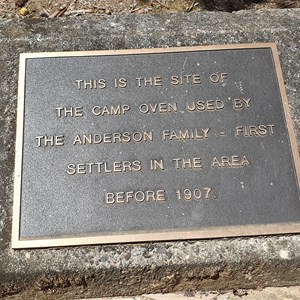 THIS IS THE SITE OF
THE CAMP OVEN USED BY
THE ANDERSON FAMILY - FIRST
SETTLERS IN THE AREA
BEFORE 1907.